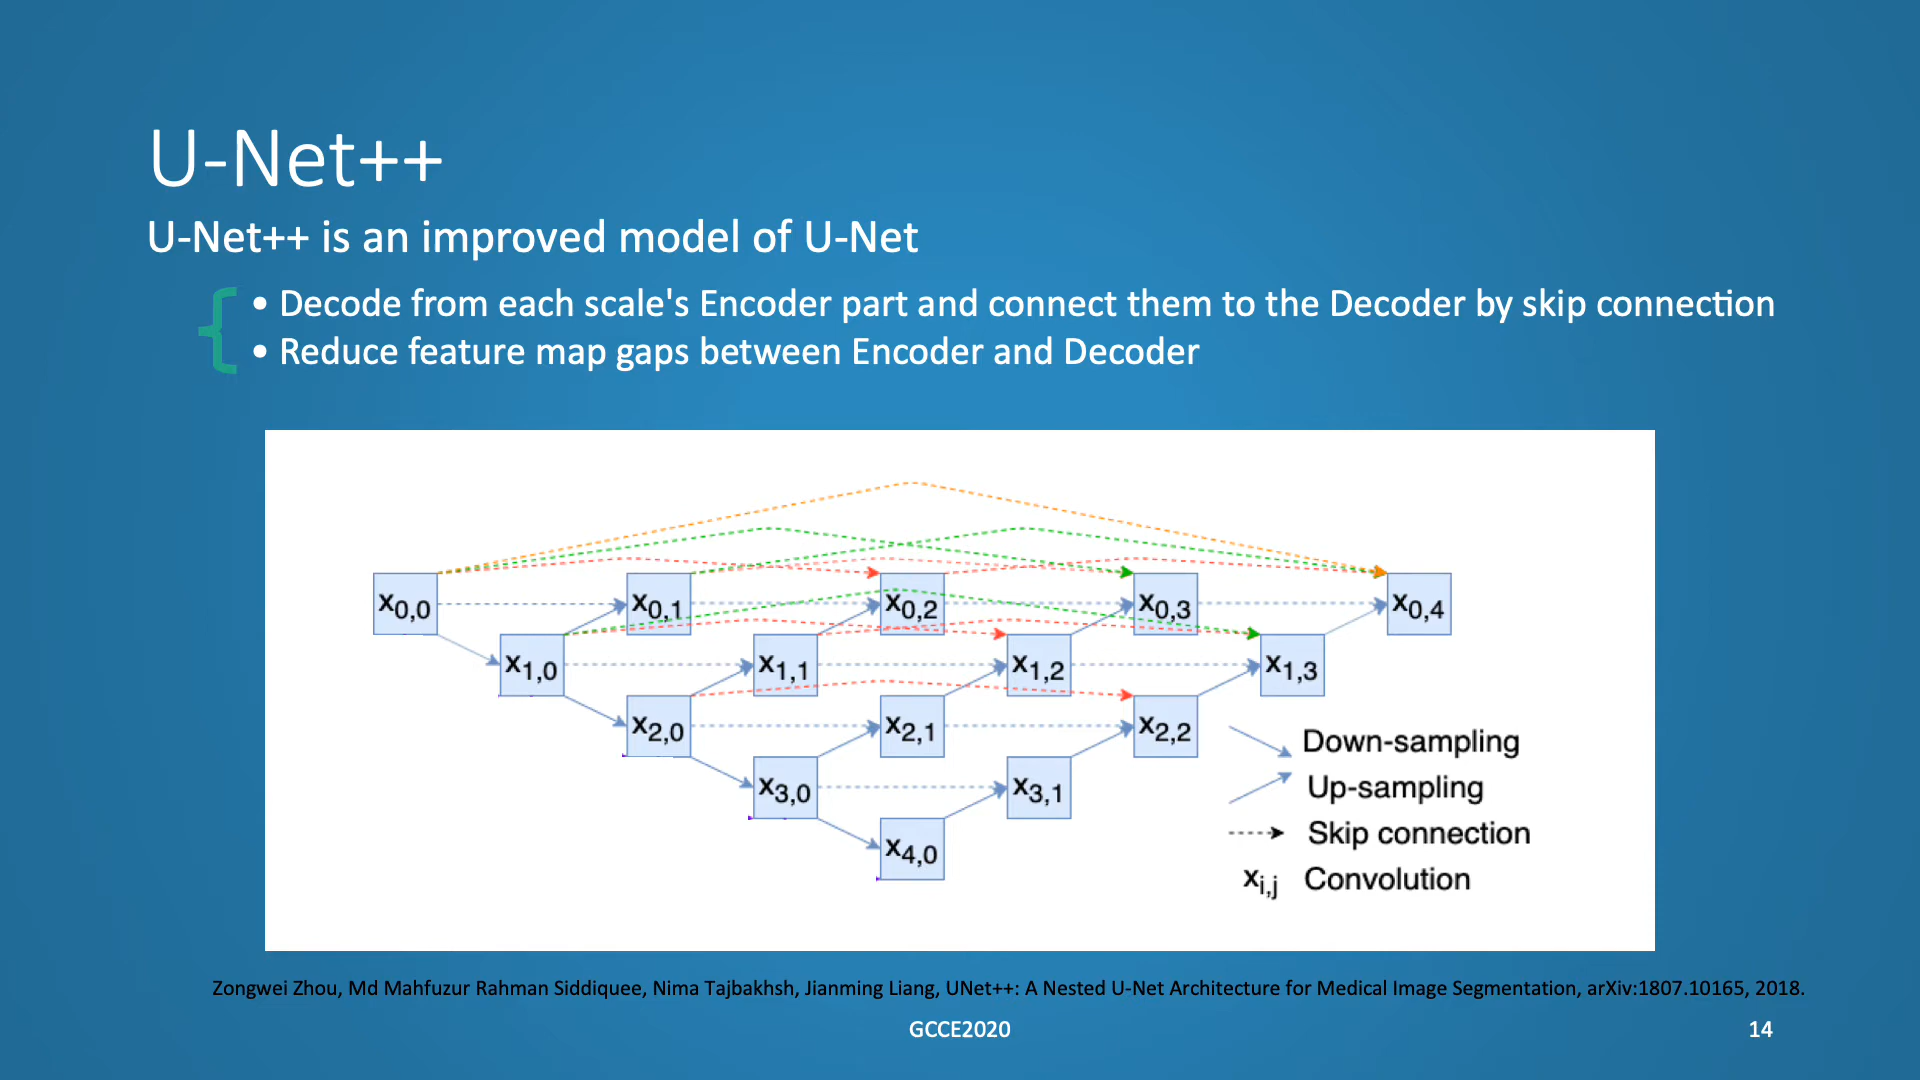 U-Net++
U-Net++ is an improved model of U-Net
• Decode from each scale's Encoder part and connect them to the Decoder by skip connection
• Reduce feature map gaps between Encoder and Decoder
X0,0 X0,1 X0,2 X0,3 X0,4
X1,0 X1,1 X1,2 X1,3
X2,0 X2,1 X2,2
X3,0 X3,1
X4,0
Down-sampling
Up-sampling
Skip connection
Xi,j Convolution
Zongwei Zhou, Md Mahfuzur Rahman Siddiquee, Nima Tajbakhsh, Jianming Liang, UNet++: A Nested U-Net Architecture for Medical Image Segmentation, arXiv:1807.10165, 2018.
GCCE2020 14